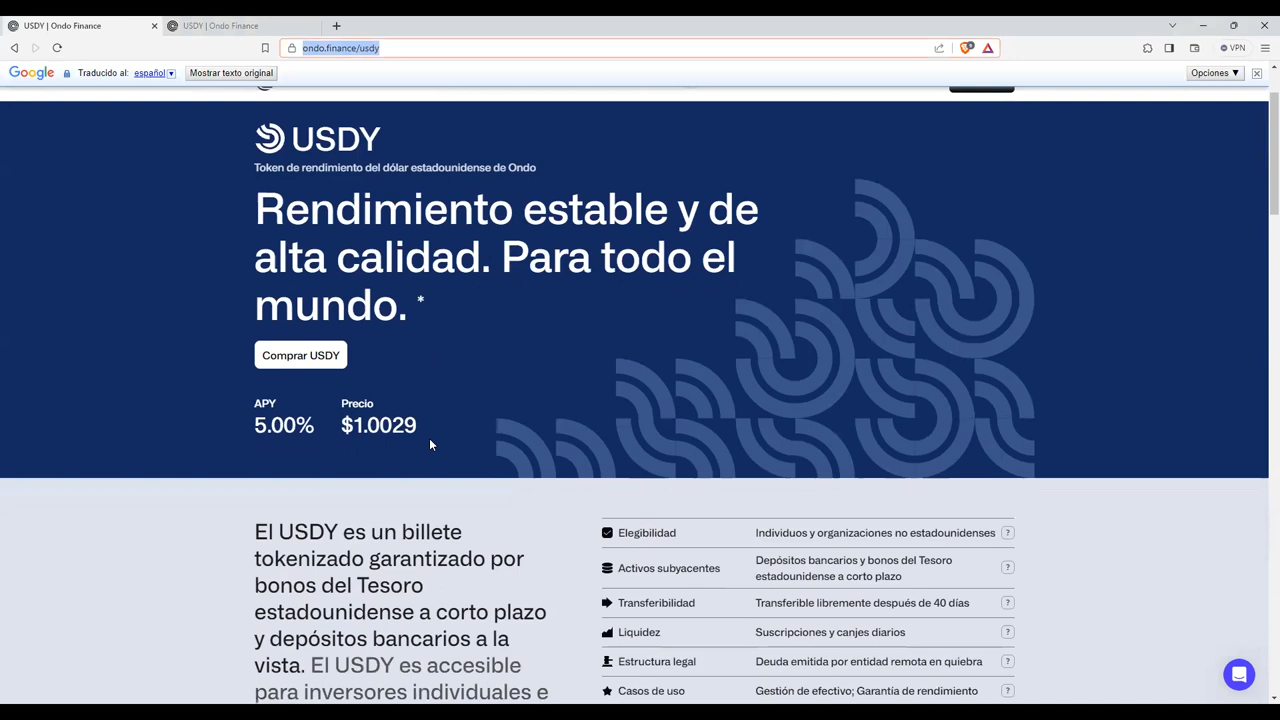 USDY | Ondo Finance
USDY | Ondo Finance
ondo.finance/usdy
VPN
Google Traducido al: español Mostrar texto original Opciones ▼
USDY
Token de rendimiento del dólar estadounidense de Ondo
Rendimiento estable y de
alta calidad. Para todo el
mundo. *
Comprar USDY
APY Precio
5.00% $1.0029
El USDY es un billete
tokenizado garantizado por
bonos del Tesoro
estadounidense a corto plazo
y depósitos bancarios a la
vista. El USDY es accesible
para inversores individuales e
Elegibilidad Individuos y organizaciones no estadounidenses ?
Activos subyacentes Depósitos bancarios y bonos del Tesoro
estadounidense a corto plazo ?
Transferibilidad Transferible libremente después de 40 días ?
Liquidez Suscripciones y canjes diarios ?
Estructura legal Deuda emitida por entidad remota en quiebra ?
Casos de uso Gestión de efectivo; Garantía de rendimiento ?